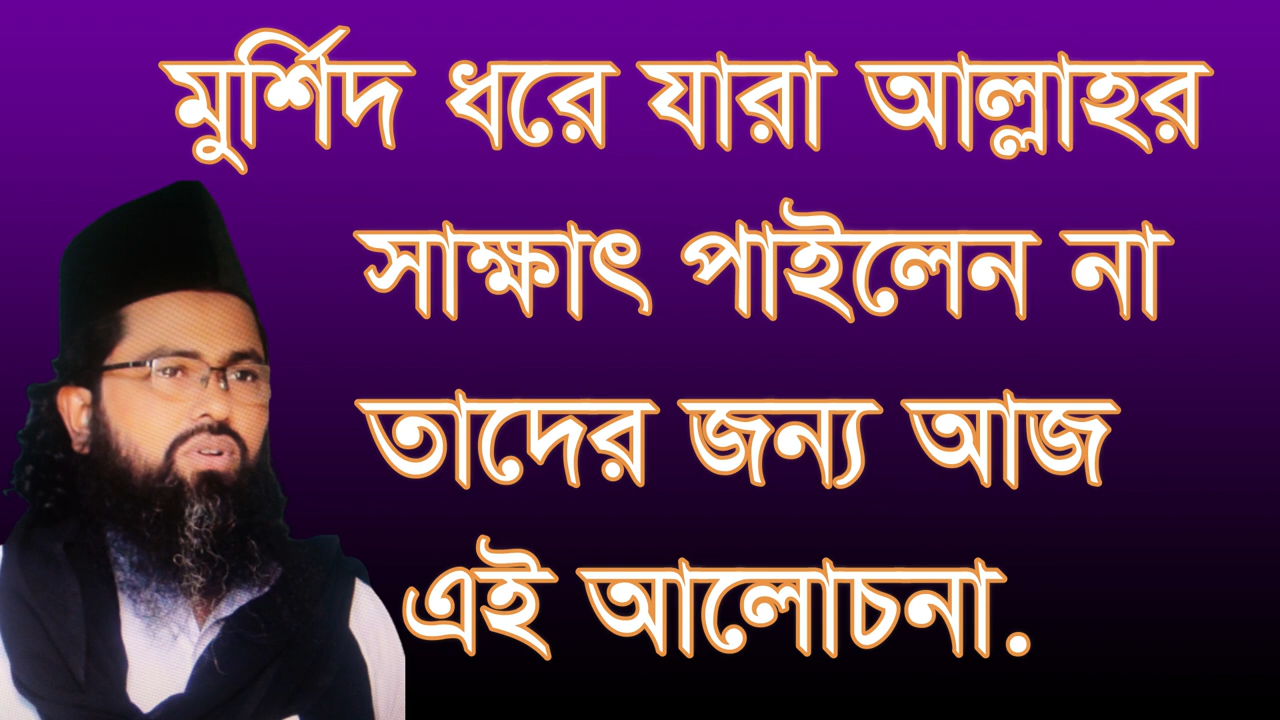 মুর্শিদ ধরে যারা আল্লাহর
সাক্ষাৎ পাইলেন না
তাদের জন্য আজ
এই আলোচনা.